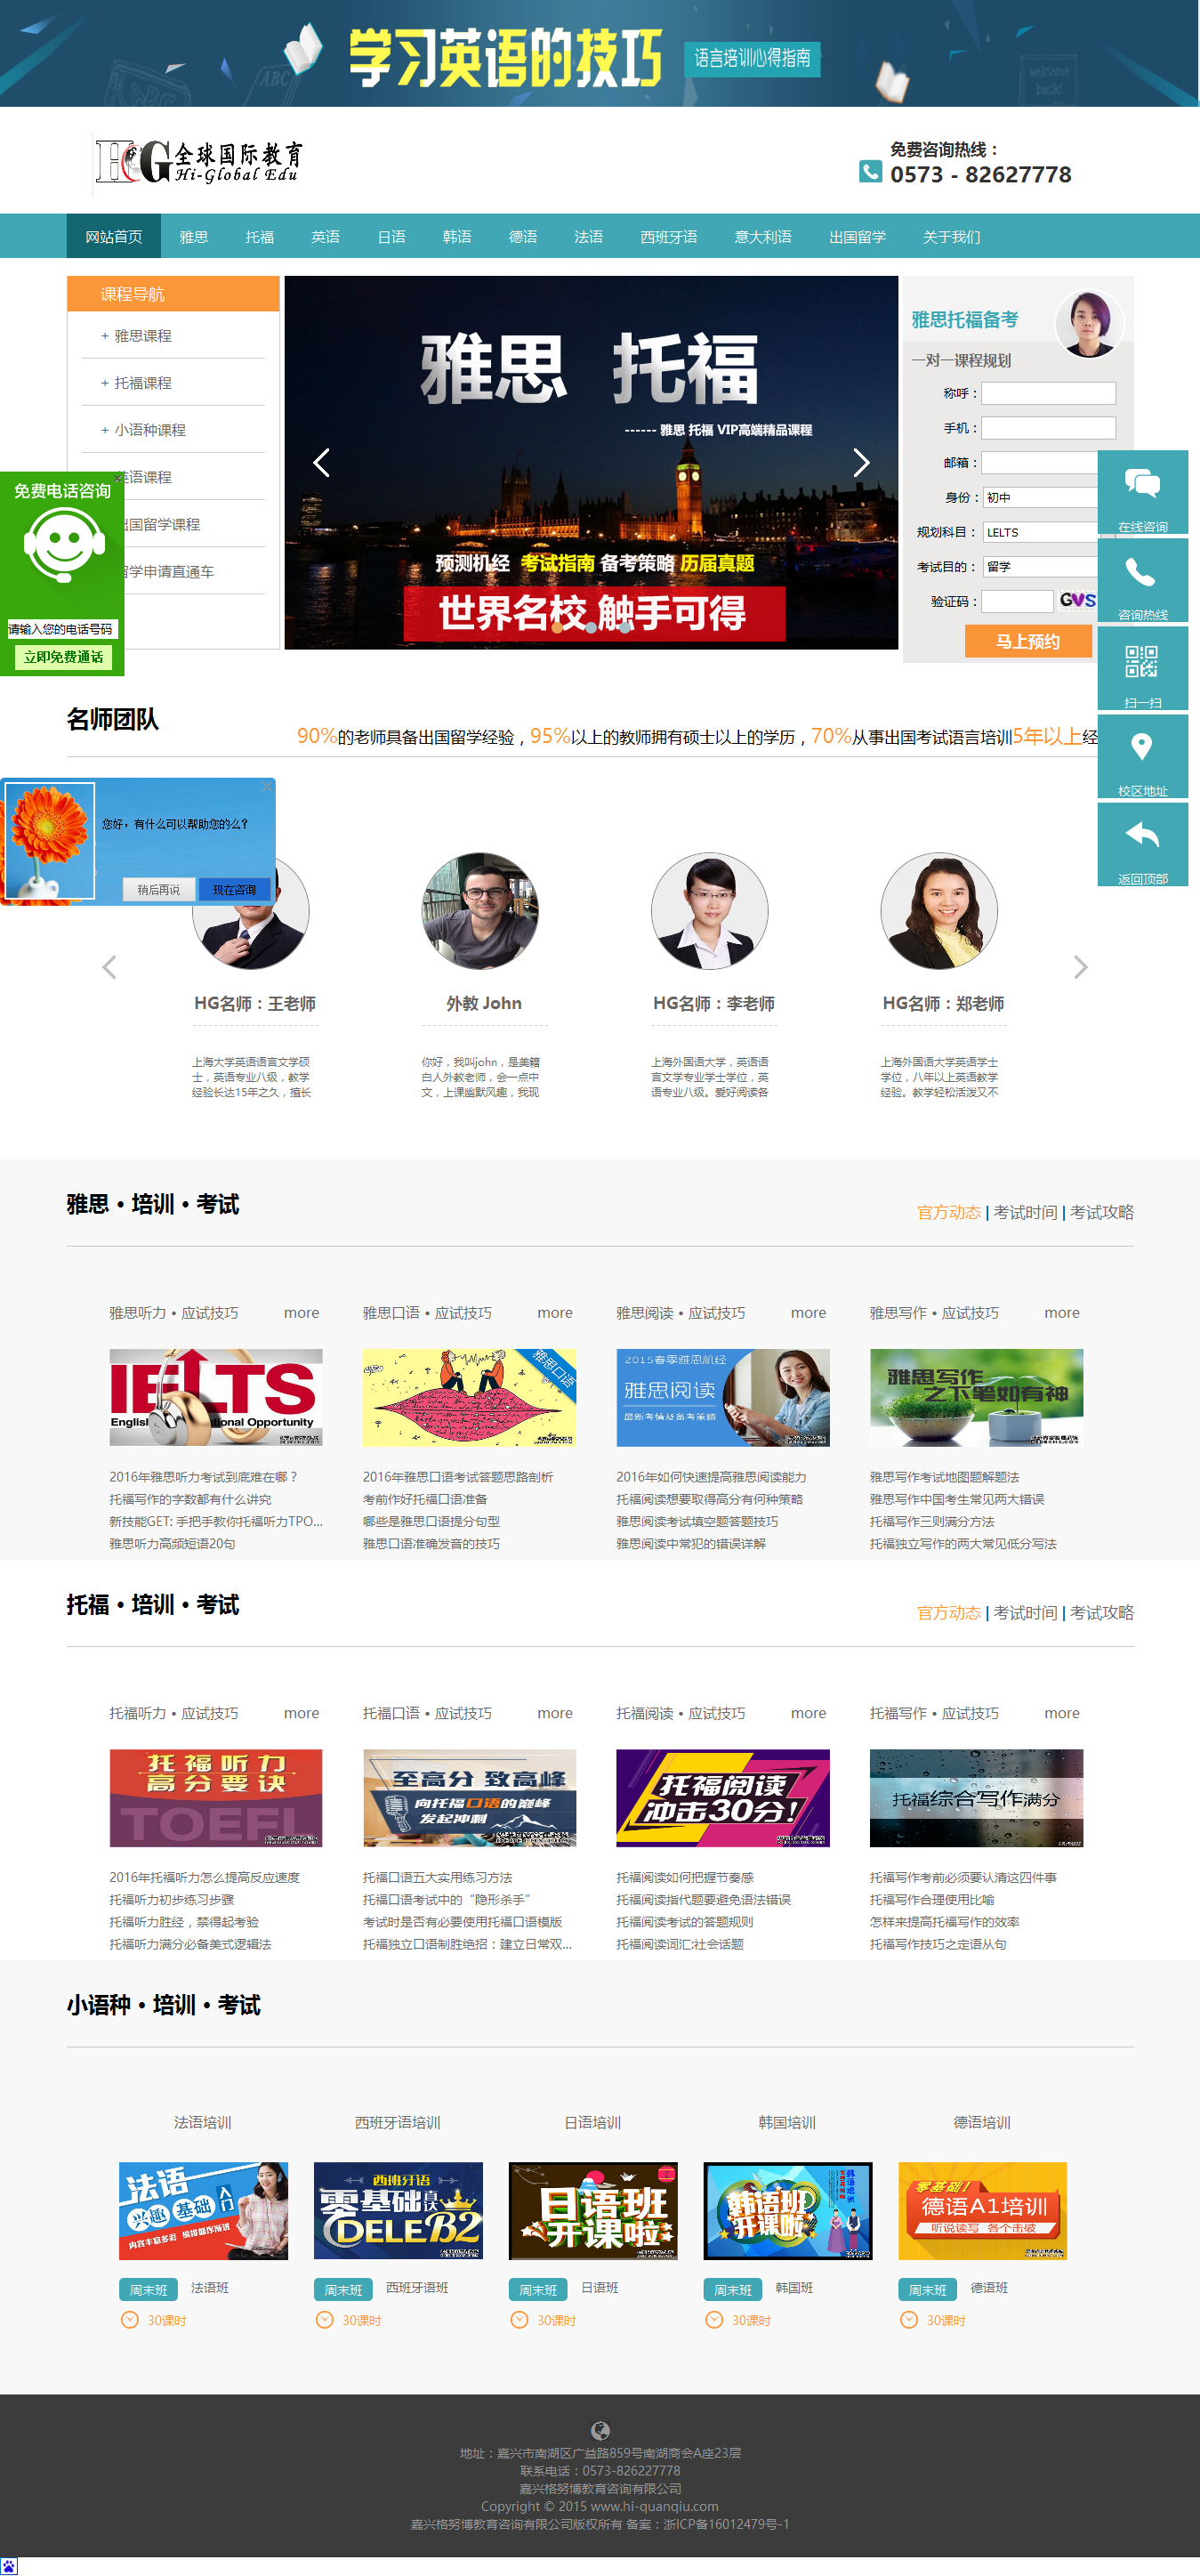 学习英语的技巧
语言培训心得指南
HG全球国际教育
Hi-Global Edu
免费咨询热线：
0573 - 82627778
网站首页 雅思 托福 英语 日语 韩语 德语 法语 西班牙语 意大利语 出国留学 关于我们
课程导航
+ 雅思课程
+ 托福课程
+ 小语种课程
英语课程
出国留学课程
留学申请直通车
雅思 托福
------ 雅思 托福 VIP高端精品课程
预测机经 考试指南 备考策略 历届真题
世界名校 触手可得
雅思托福备考
一对一课程规划
称呼：
手机：
邮箱：
身份：初中
规划科目：LELTS
考试目的：留学
验证码：GVS
马上预约
免费电话咨询
请输入您的电话号码
立即免费通话
在线咨询
咨询热线
扫一扫
校区地址
返回顶部
名师团队
90%的老师具备出国留学经验，95%以上的教师拥有硕士以上的学历，70%从事出国考试语言培训5年以上经
您好，有什么可以帮助您的么？
稍后再说 现在咨询
HG名师：王老师
上海大学英语语言文学硕
士，英语专业八级，教学
经验长达15年之久，擅长
外教 John
你好，我叫john，是美籍
白人外教老师，会一点中
文，上课幽默风趣，我现
HG名师：李老师
上海外国语大学，英语语
言文学专业学士学位，英
语专业八级。爱好阅读各
HG名师：郑老师
上海外国语大学英语学士
学位，八年以上英语教学
经验。教学轻松活泼又不
雅思 • 培训 • 考试
官方动态 | 考试时间 | 考试攻略
雅思听力 • 应试技巧 more
IELTS
2016年雅思听力考试到底难在哪？
托福写作的字数都有什么讲究
新技能GET: 手把手教你托福听力TPO...
雅思听力高频短语20句
雅思口语 • 应试技巧 more
雅思口语
2016年雅思口语考试答题思路剖析
考前作好托福口语准备
哪些是雅思口语提分句型
雅思口语准确发音的技巧
雅思阅读 • 应试技巧 more
2015春季雅思机经
雅思阅读
最新考情及备考策略
2016年如何快速提高雅思阅读能力
托福阅读想要取得高分有何种策略
雅思阅读考试填空题答题技巧
雅思阅读中常犯的错误详解
雅思写作 • 应试技巧 more
雅思写作
之下笔如有神
雅思写作考试地图题解题法
雅思写作中国考生常见两大错误
托福写作三则满分方法
托福独立写作的两大常见低分写法
托福 • 培训 • 考试
官方动态 | 考试时间 | 考试攻略
托福听力 • 应试技巧 more
托福听力
高分要诀
TOEFL
2016年托福听力怎么提高反应速度
托福听力初步练习步骤
托福听力胜经，禁得起考验
托福听力满分必备美式逻辑法
托福口语 • 应试技巧 more
至高分 致高峰
向托福口语的巅峰
发起冲刺
托福口语五大实用练习方法
托福口语考试中的“隐形杀手”
考试时是否有必要使用托福口语模版
托福独立口语制胜绝招：建立日常双...
托福阅读 • 应试技巧 more
托福阅读
冲击30分!
托福阅读如何把握节奏感
托福阅读指代题要避免语法错误
托福阅读考试的答题规则
托福阅读词汇:社会话题
托福写作 • 应试技巧 more
托福综合写作满分
托福写作考前必须要认清这四件事
托福写作合理使用比喻
怎样来提高托福写作的效率
托福写作技巧之定语从句
小语种 • 培训 • 考试
法语培训
法语
兴趣 基础 入门
周末班 法语班
30课时
西班牙语培训
西班牙语
零基础直达
DELE B2
周末班 西班牙语班
30课时
日语培训
日语班
开课啦
周末班 日语班
30课时
韩国培训
韩语班
开课啦
周末班 韩国班
30课时
德语培训
零基础!
德语A1培训
听说读写 各个击破
周末班 德语班
30课时
地址：嘉兴市南湖区广益路859号南湖商会A座23层
联系电话：0573-826227778
嘉兴格努博教育咨询有限公司
Copyright © 2015 www.hi-quanqiu.com
嘉兴格努博教育咨询有限公司版权所有 备案：浙ICP备16012479号-1